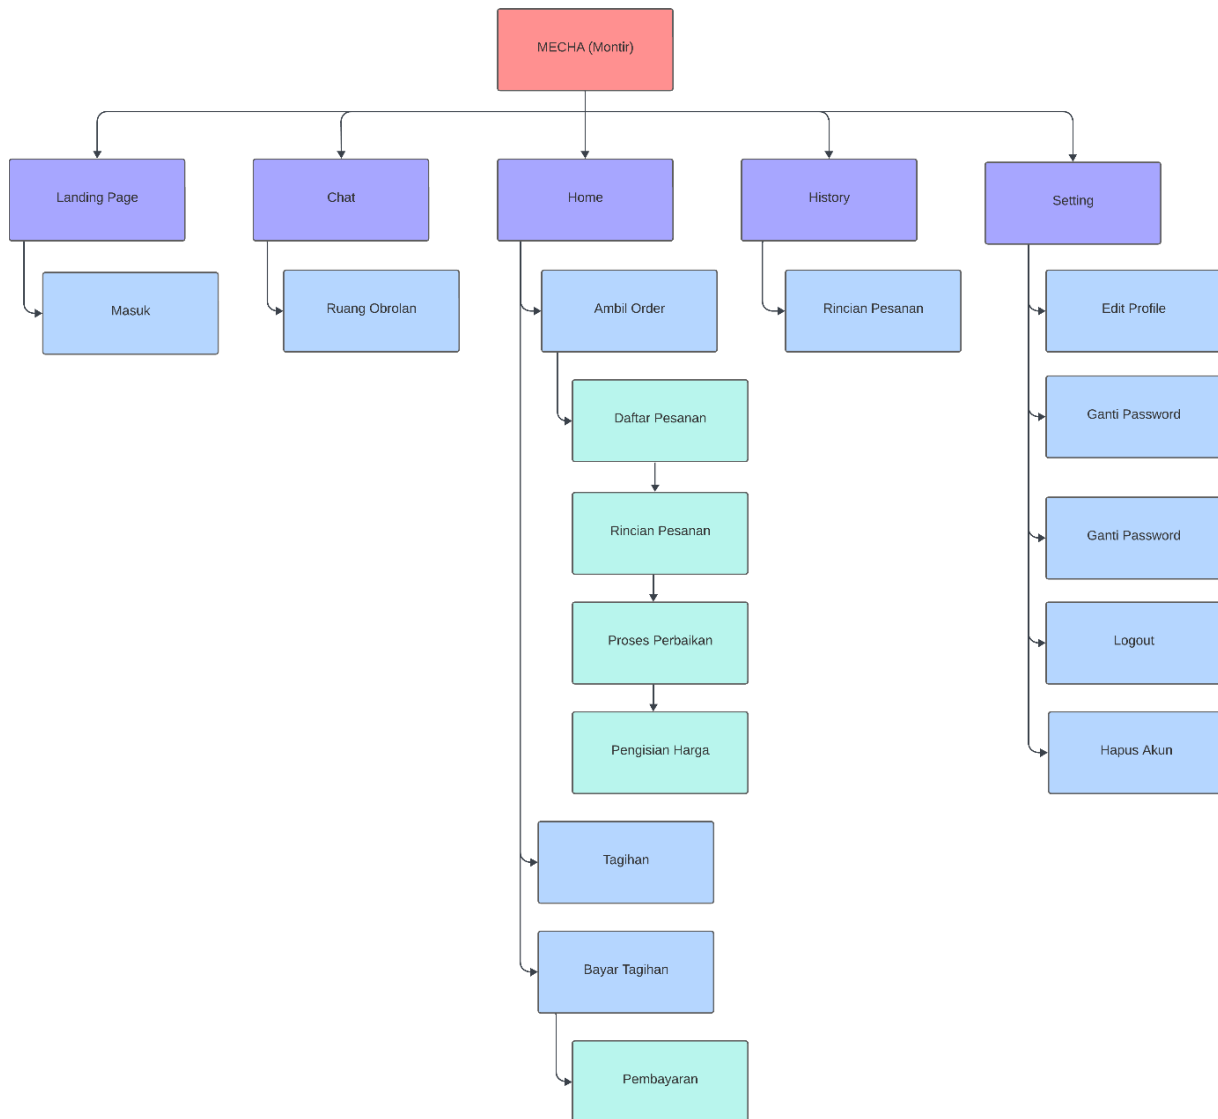 MECHA (Montir)
Landing Page
Chat
Home
History
Setting
Masuk
Ruang Obrolan
Ambil Order
Rincian Pesanan
Edit Profile
Daftar Pesanan
Ganti Password
Rincian Pesanan
Ganti Password
Proses Perbaikan
Logout
Pengisian Harga
Hapus Akun
Tagihan
Bayar Tagihan
Pembayaran